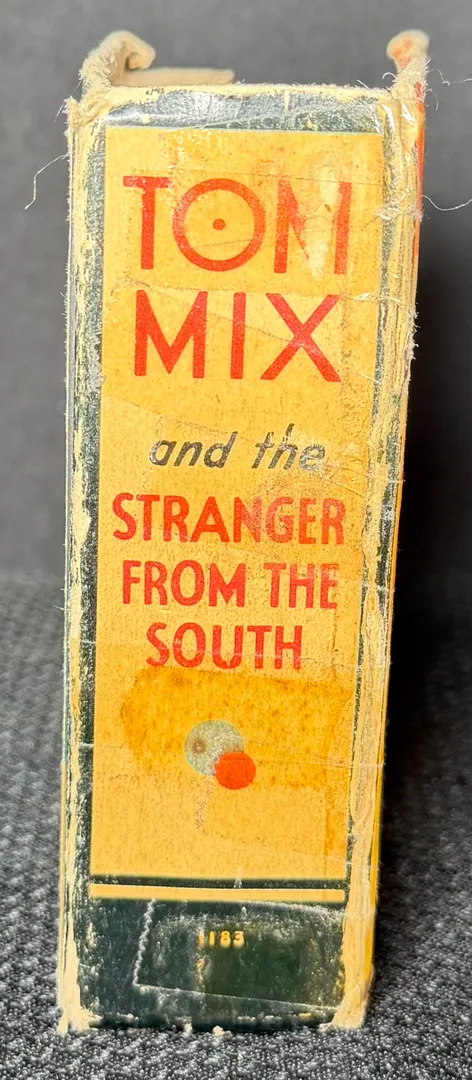 TOM
MIX
and the
STRANGER
FROM THE
SOUTH
1183